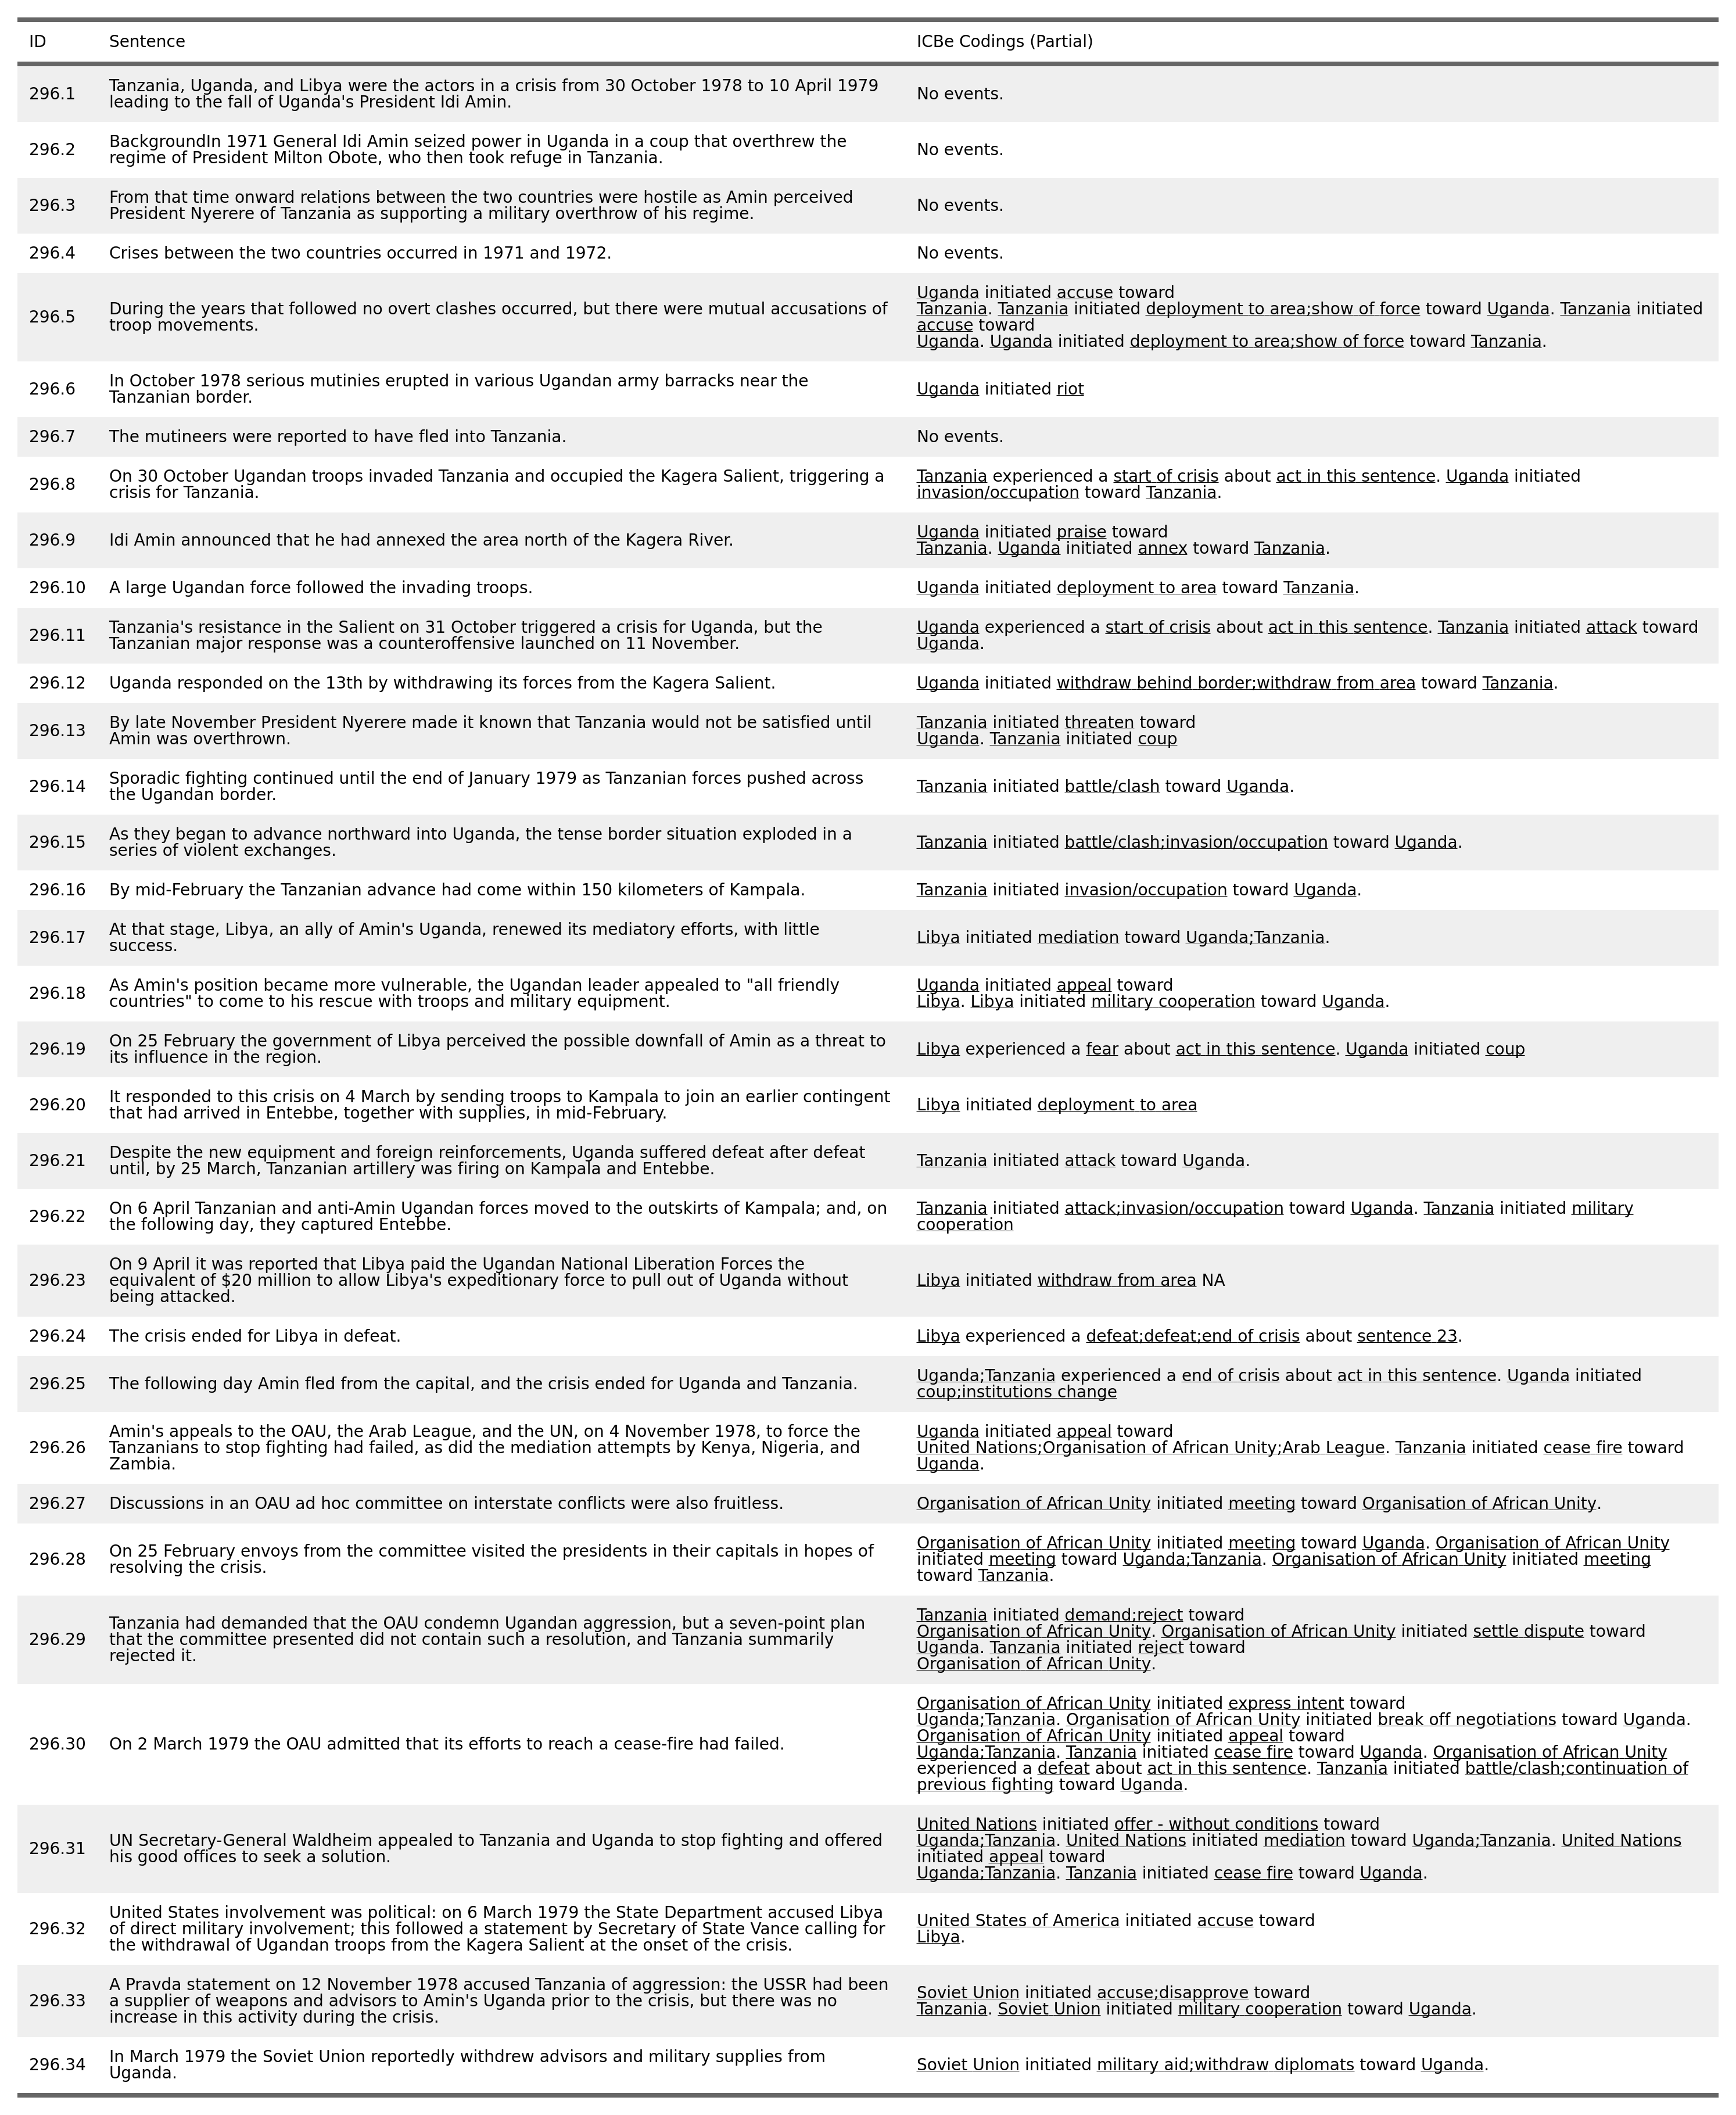 ID Sentence ICBe Codings (Partial)
296.1 Tanzania, Uganda, and Libya were the actors in a crisis from 30 October 1978 to 10 April 1979
leading to the fall of Uganda's President Idi Amin.
No events.
296.2 BackgroundIn 1971 General Idi Amin seized power in Uganda in a coup that overthrew the
regime of President Milton Obote, who then took refuge in Tanzania.
No events.
296.3 From that time onward relations between the two countries were hostile as Amin perceived
President Nyerere of Tanzania as supporting a military overthrow of his regime.
No events.
296.4 Crises between the two countries occurred in 1971 and 1972.
No events.
296.5 During the years that followed no overt clashes occurred, but there were mutual accusations of
troop movements.
Uganda initiated accuse toward
Tanzania. Tanzania initiated deployment to area;show of force toward Uganda. Tanzania initiated
accuse toward
Uganda. Uganda initiated deployment to area;show of force toward Tanzania.
296.6 In October 1978 serious mutinies erupted in various Ugandan army barracks near the
Tanzanian border.
Uganda initiated riot
296.7 The mutineers were reported to have fled into Tanzania.
No events.
296.8 On 30 October Ugandan troops invaded Tanzania and occupied the Kagera Salient, triggering a
crisis for Tanzania.
Tanzania experienced a start of crisis about act in this sentence. Uganda initiated
invasion/occupation toward Tanzania.
296.9 Idi Amin announced that he had annexed the area north of the Kagera River.
Uganda initiated praise toward
Tanzania. Uganda initiated annex toward Tanzania.
296.10 A large Ugandan force followed the invading troops.
Uganda initiated deployment to area toward Tanzania.
296.11 Tanzania's resistance in the Salient on 31 October triggered a crisis for Uganda, but the
Tanzanian major response was a counteroffensive launched on 11 November.
Uganda experienced a start of crisis about act in this sentence. Tanzania initiated attack toward
Uganda.
296.12 Uganda responded on the 13th by withdrawing its forces from the Kagera Salient.
Uganda initiated withdraw behind border;withdraw from area toward Tanzania.
296.13 By late November President Nyerere made it known that Tanzania would not be satisfied until
Amin was overthrown.
Tanzania initiated threaten toward
Uganda. Tanzania initiated coup
296.14 Sporadic fighting continued until the end of January 1979 as Tanzanian forces pushed across
the Ugandan border.
Tanzania initiated battle/clash toward Uganda.
296.15 As they began to advance northward into Uganda, the tense border situation exploded in a
series of violent exchanges.
Tanzania initiated battle/clash;invasion/occupation toward Uganda.
296.16 By mid-February the Tanzanian advance had come within 150 kilometers of Kampala.
Tanzania initiated invasion/occupation toward Uganda.
296.17 At that stage, Libya, an ally of Amin's Uganda, renewed its mediatory efforts, with little
success.
Libya initiated mediation toward Uganda;Tanzania.
296.18 As Amin's position became more vulnerable, the Ugandan leader appealed to "all friendly
countries" to come to his rescue with troops and military equipment.
Uganda initiated appeal toward
Libya. Libya initiated military cooperation toward Uganda.
296.19 On 25 February the government of Libya perceived the possible downfall of Amin as a threat to
its influence in the region.
Libya experienced a fear about act in this sentence. Uganda initiated coup
296.20 It responded to this crisis on 4 March by sending troops to Kampala to join an earlier contingent
that had arrived in Entebbe, together with supplies, in mid-February.
Libya initiated deployment to area
296.21 Despite the new equipment and foreign reinforcements, Uganda suffered defeat after defeat
until, by 25 March, Tanzanian artillery was firing on Kampala and Entebbe.
Tanzania initiated attack toward Uganda.
296.22 On 6 April Tanzanian and anti-Amin Ugandan forces moved to the outskirts of Kampala; and, on
the following day, they captured Entebbe.
Tanzania initiated attack;invasion/occupation toward Uganda. Tanzania initiated military
cooperation
296.23 On 9 April it was reported that Libya paid the Ugandan National Liberation Forces the
equivalent of $20 million to allow Libya's expeditionary force to pull out of Uganda without
being attacked.
Libya initiated withdraw from area NA
296.24 The crisis ended for Libya in defeat.
Libya experienced a defeat;defeat;end of crisis about sentence 23.
296.25 The following day Amin fled from the capital, and the crisis ended for Uganda and Tanzania.
Uganda;Tanzania experienced a end of crisis about act in this sentence. Uganda initiated
coup;institutions change
296.26 Amin's appeals to the OAU, the Arab League, and the UN, on 4 November 1978, to force the
Tanzanians to stop fighting had failed, as did the mediation attempts by Kenya, Nigeria, and
Zambia.
Uganda initiated appeal toward
United Nations;Organisation of African Unity;Arab League. Tanzania initiated cease fire toward
Uganda.
296.27 Discussions in an OAU ad hoc committee on interstate conflicts were also fruitless.
Organisation of African Unity initiated meeting toward Organisation of African Unity.
296.28 On 25 February envoys from the committee visited the presidents in their capitals in hopes of
resolving the crisis.
Organisation of African Unity initiated meeting toward Uganda. Organisation of African Unity
initiated meeting toward Uganda;Tanzania. Organisation of African Unity initiated meeting
toward Tanzania.
296.29 Tanzania had demanded that the OAU condemn Ugandan aggression, but a seven-point plan
that the committee presented did not contain such a resolution, and Tanzania summarily
rejected it.
Tanzania initiated demand;reject toward
Organisation of African Unity. Organisation of African Unity initiated settle dispute toward
Uganda. Tanzania initiated reject toward
Organisation of African Unity.
296.30 On 2 March 1979 the OAU admitted that its efforts to reach a cease-fire had failed.
Organisation of African Unity initiated express intent toward
Uganda;Tanzania. Organisation of African Unity initiated break off negotiations toward Uganda.
Organisation of African Unity initiated appeal toward
Uganda;Tanzania. Tanzania initiated cease fire toward Uganda. Organisation of African Unity
experienced a defeat about act in this sentence. Tanzania initiated battle/clash;continuation of
previous fighting toward Uganda.
296.31 UN Secretary-General Waldheim appealed to Tanzania and Uganda to stop fighting and offered
his good offices to seek a solution.
United Nations initiated offer - without conditions toward
Uganda;Tanzania. United Nations initiated mediation toward Uganda;Tanzania. United Nations
initiated appeal toward
Uganda;Tanzania. Tanzania initiated cease fire toward Uganda.
296.32 United States involvement was political: on 6 March 1979 the State Department accused Libya
of direct military involvement; this followed a statement by Secretary of State Vance calling for
the withdrawal of Ugandan troops from the Kagera Salient at the onset of the crisis.
United States of America initiated accuse toward
Libya.
296.33 A Pravda statement on 12 November 1978 accused Tanzania of aggression: the USSR had been
a supplier of weapons and advisors to Amin's Uganda prior to the crisis, but there was no
increase in this activity during the crisis.
Soviet Union initiated accuse;disapprove toward
Tanzania. Soviet Union initiated military cooperation toward Uganda.
296.34 In March 1979 the Soviet Union reportedly withdrew advisors and military supplies from
Uganda.
Soviet Union initiated military aid;withdraw diplomats toward Uganda.